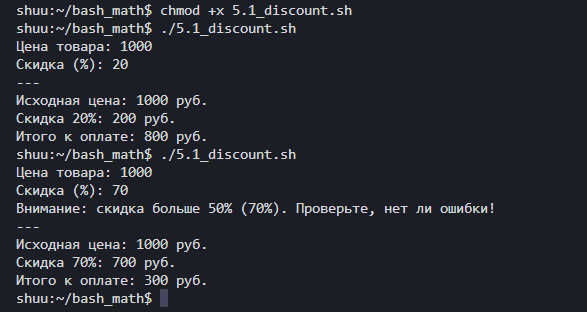 shuu:~/bash_math$ chmod +x 5.1_discount.sh
shuu:~/bash_math$ ./5.1_discount.sh
Цена товара: 1000
Скидка (%): 20
---
Исходная цена: 1000 руб.
Скидка 20%: 200 руб.
Итого к оплате: 800 руб.
shuu:~/bash_math$ ./5.1_discount.sh
Цена товара: 1000
Скидка (%): 70
Внимание: скидка больше 50% (70%). Проверьте, нет ли ошибки!
---
Исходная цена: 1000 руб.
Скидка 70%: 700 руб.
Итого к оплате: 300 руб.
shuu:~/bash_math$